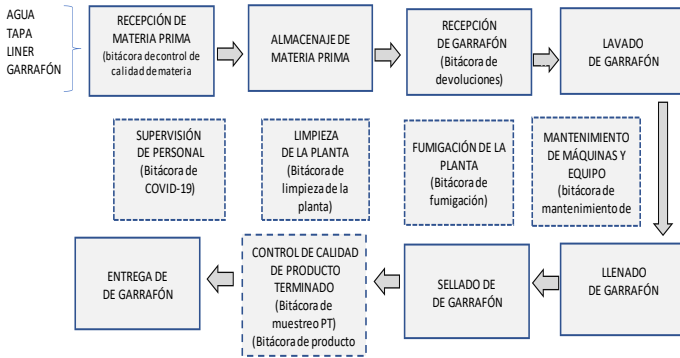 AGUA
TAPA
LINER
GARRAFÓN
RECEPCIÓN DE
MATERIA PRIMA
(bitácora de control de
calidad de materia
ALMACENAJE DE
MATERIA PRIMA
RECEPCIÓN
DE GARRAFÓN
(Bitácora de
devoluciones)
LAVADO
DE GARRAFÓN
SUPERVISIÓN
DE PERSONAL
(Bitácora de
COVID-19)
LIMPIEZA
DE LA PLANTA
(Bitácora de
limpieza de la
planta)
FUMIGACIÓN DE LA
PLANTA
(Bitácora de
fumigación)
MANTENIMIENTO
DE MÁQUINAS Y
EQUIPO
(bitácora de
mantenimiento de
ENTREGA DE
DE GARRAFÓN
CONTROL DE CALIDAD
DE PRODUCTO
TERMINADO
(Bitácora de
muestreo PT)
(Bitácora de producto
SELLADO DE
DE GARRAFÓN
LLENADO
DE GARRAFÓN